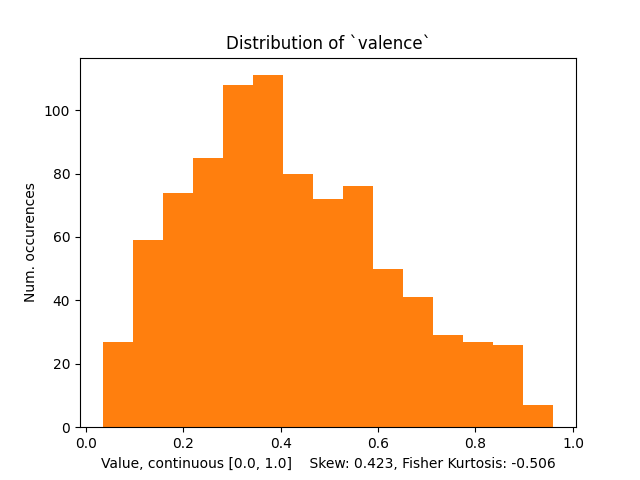 Distribution of `valence`
Num. occurences
100
80
60
40
20
0
0.0 0.2 0.4 0.6 0.8 1.0
Value, continuous [0.0, 1.0]    Skew: 0.423, Fisher Kurtosis: -0.506